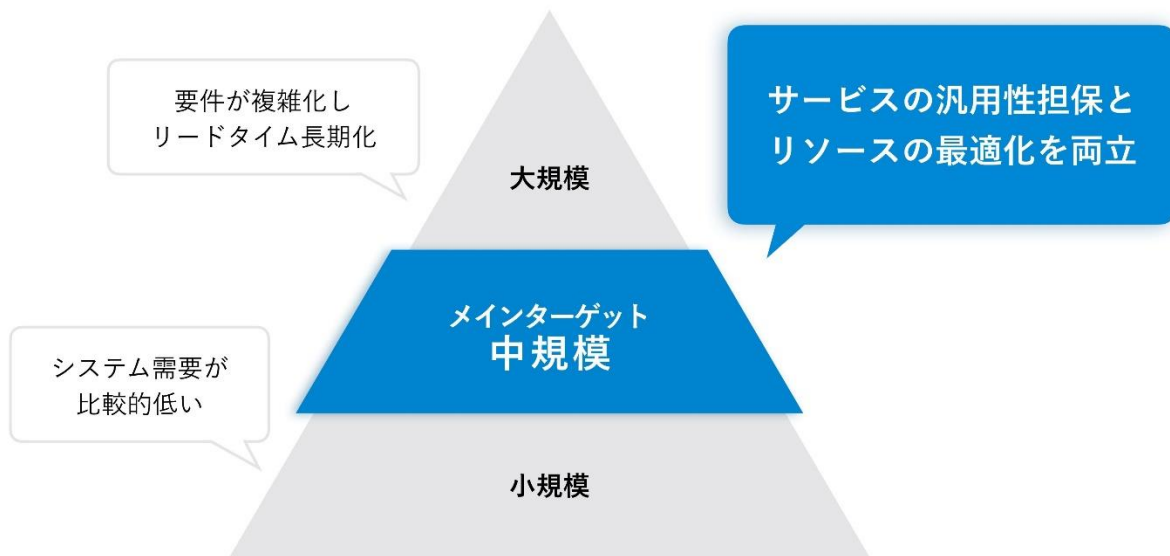 要件が複雑化し
リードタイム長期化
サービスの汎用性担保と
リソースの最適化を両立
大規模
メインターゲット
中規模
システム需要が
比較的低い
小規模